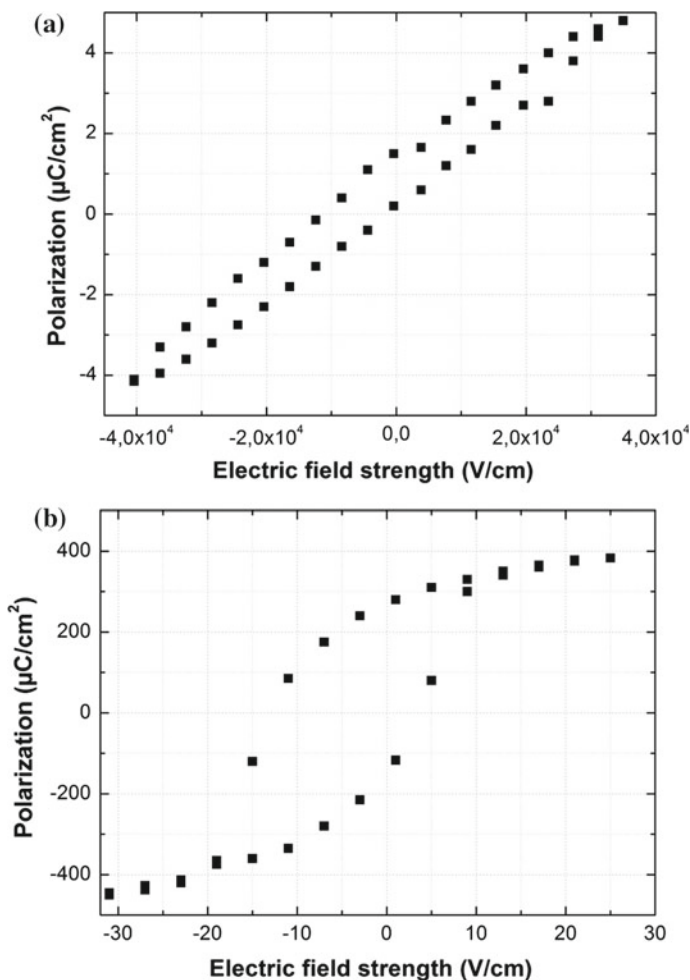 (a)
4
2
0
-2
-4
Polarization (µC/cm²)
-4,0x10⁴ -2,0x10⁴ 0,0 2,0x10⁴ 4,0x10⁴
Electric field strength (V/cm)
(b)
400
200
0
-200
-400
Polarization (µC/cm²)
-30 -20 -10 0 10 20 30
Electric field strength (V/cm)